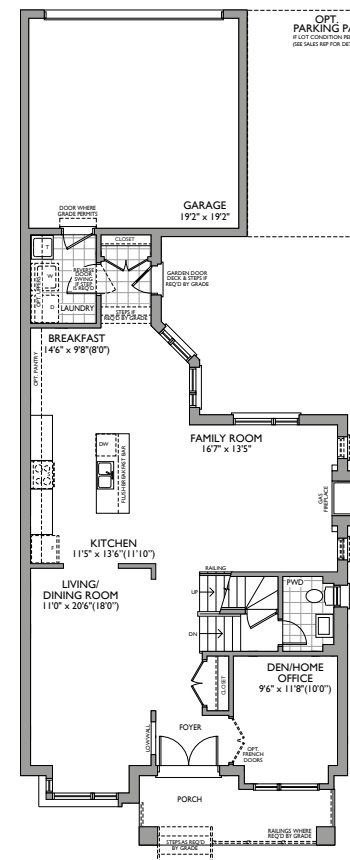 OPT.
PARKING PA
IF LOT CONDITION PE
(SEE SALES REP FOR DET
GARAGE
19'2" x 19'2"
DOOR WHERE
GRADE PERMITS
CLOSET
T
W
D
OPT. UPPERS
REVERSE
DOOR
SWING
IF STEP
IS REQ'D
GARDEN DOOR
DECK & STEPS IF
REQ'D BY GRADE
LAUNDRY
STEPS IF
REQ'D BY GRADE
BREAKFAST
14'6" x 9'8"(8'0")
OPT. PANTRY
FAMILY ROOM
16'7" x 13'5"
DW
FLUSH BREAKFAST BAR
GAS
FIREPLACE
KITCHEN
11'5" x 13'6"(11'10")
F
LIVING/
DINING ROOM
11'0" x 20'6"(18'0")
RAILING
UP
DN
PWD
CLOSET
DEN/HOME
OFFICE
9'6" x 11'8"(10'0")
LOW WALL
FOYER
OPT.
FRENCH
DOORS
PORCH
STEPS AS REQ'D
BY GRADE
RAILINGS WHERE
REQ'D BY GRADE